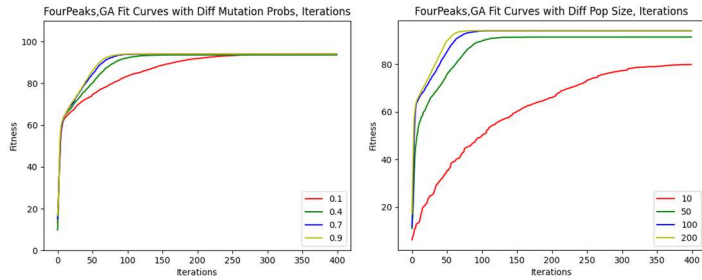 FourPeaks,GA Fit Curves with Diff Mutation Probs, Iterations
100
80
60
40
20
0
Fitness
0 50 100 150 200 250 300 350 400
Iterations
0.1
0.4
0.7
0.9
FourPeaks,GA Fit Curves with Diff Pop Size, Iterations
80
60
40
20
Fitness
0 50 100 150 200 250 300 350 400
Iterations
10
50
100
200